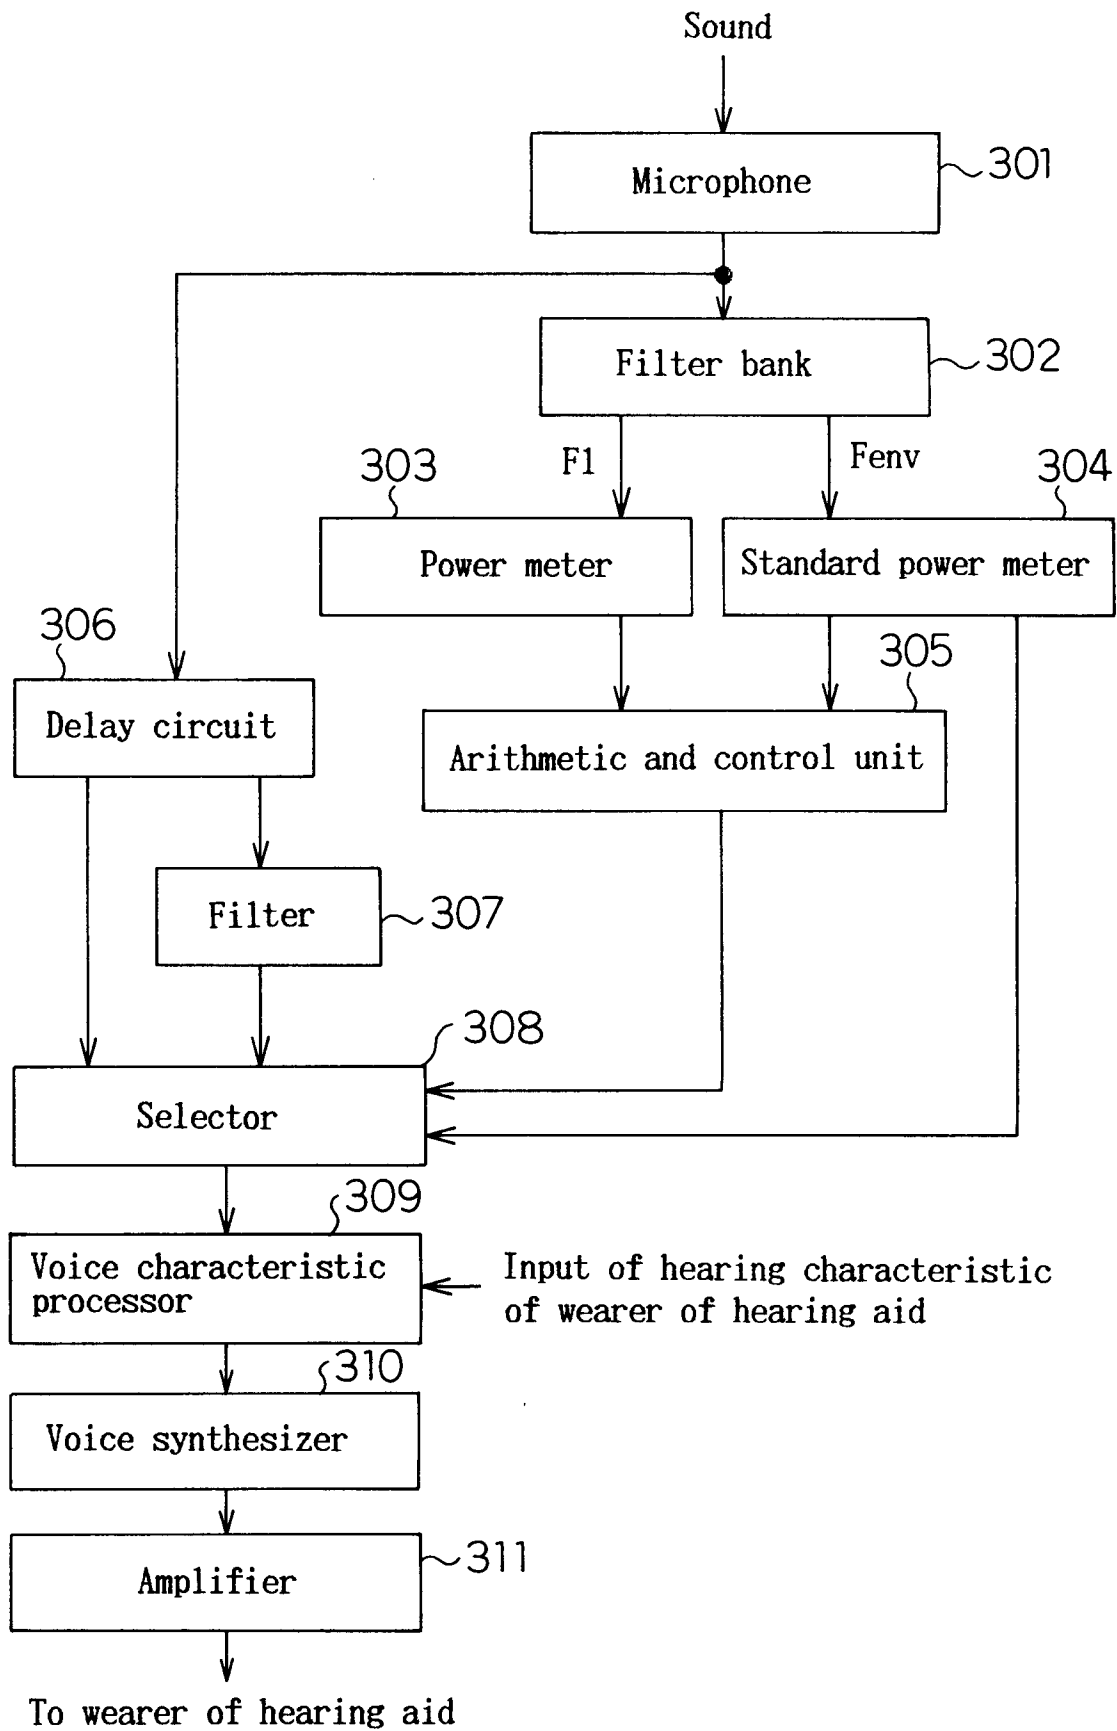 Sound
Microphone
301
Filter bank
302
F1
Fenv
303
304
Power meter
Standard power meter
306
305
Delay circuit
Arithmetic and control unit
Filter
307
308
Selector
309
Voice characteristic
processor
Input of hearing characteristic
of wearer of hearing aid
310
Voice synthesizer
311
Amplifier
To wearer of hearing aid